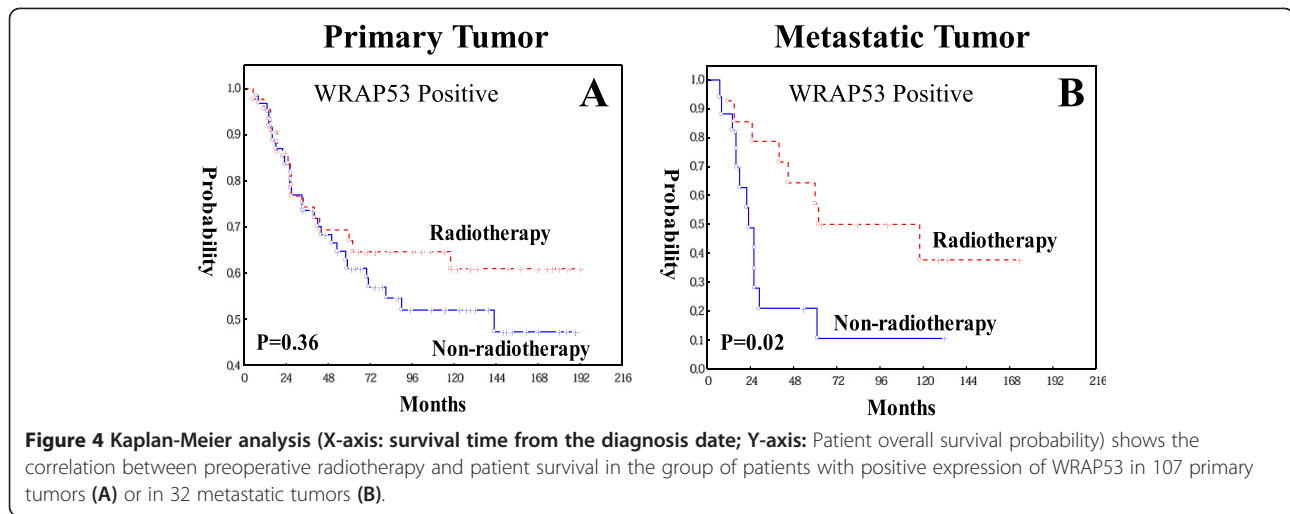 Primary Tumor
Metastatic Tumor
WRAP53 Positive
A
1,0
0,9
0,8
0,7
0,6
0,5
0,4
Probability
Radiotherapy
Non-radiotherapy
P=0.36
0 24 48 72 96 120 144 168 192 216
Months
WRAP53 Positive
B
1,0
0,9
0,8
0,7
0,6
0,5
0,4
0,3
0,2
0,1
0,0
Probability
Radiotherapy
Non-radiotherapy
P=0.02
0 24 48 72 96 120 144 168 192 216
Months
Figure 4 Kaplan-Meier analysis (X-axis: survival time from the diagnosis date; Y-axis: Patient overall survival probability) shows the
correlation between preoperative radiotherapy and patient survival in the group of patients with positive expression of WRAP53 in 107 primary
tumors (A) or in 32 metastatic tumors (B).